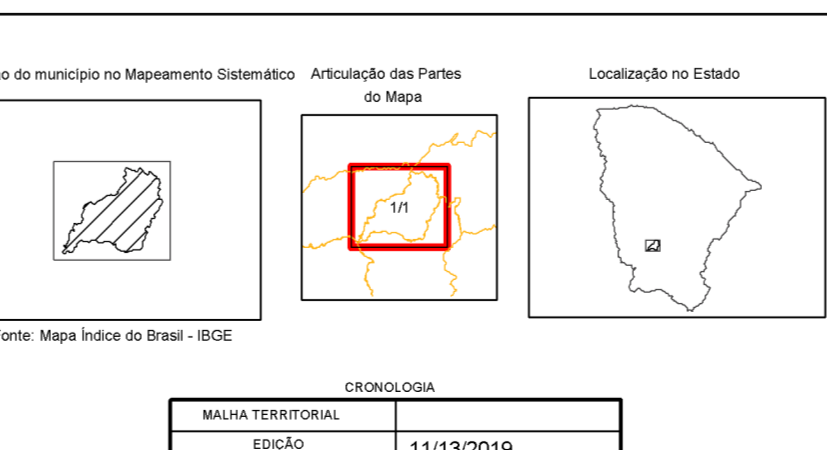 do município no Mapeamento Sistemático
Articulação das Partes
do Mapa
Localização no Estado
1/1
Fonte: Mapa Índice do Brasil - IBGE
CRONOLOGIA
MALHA TERRITORIAL
EDIÇÃO
11/13/2019